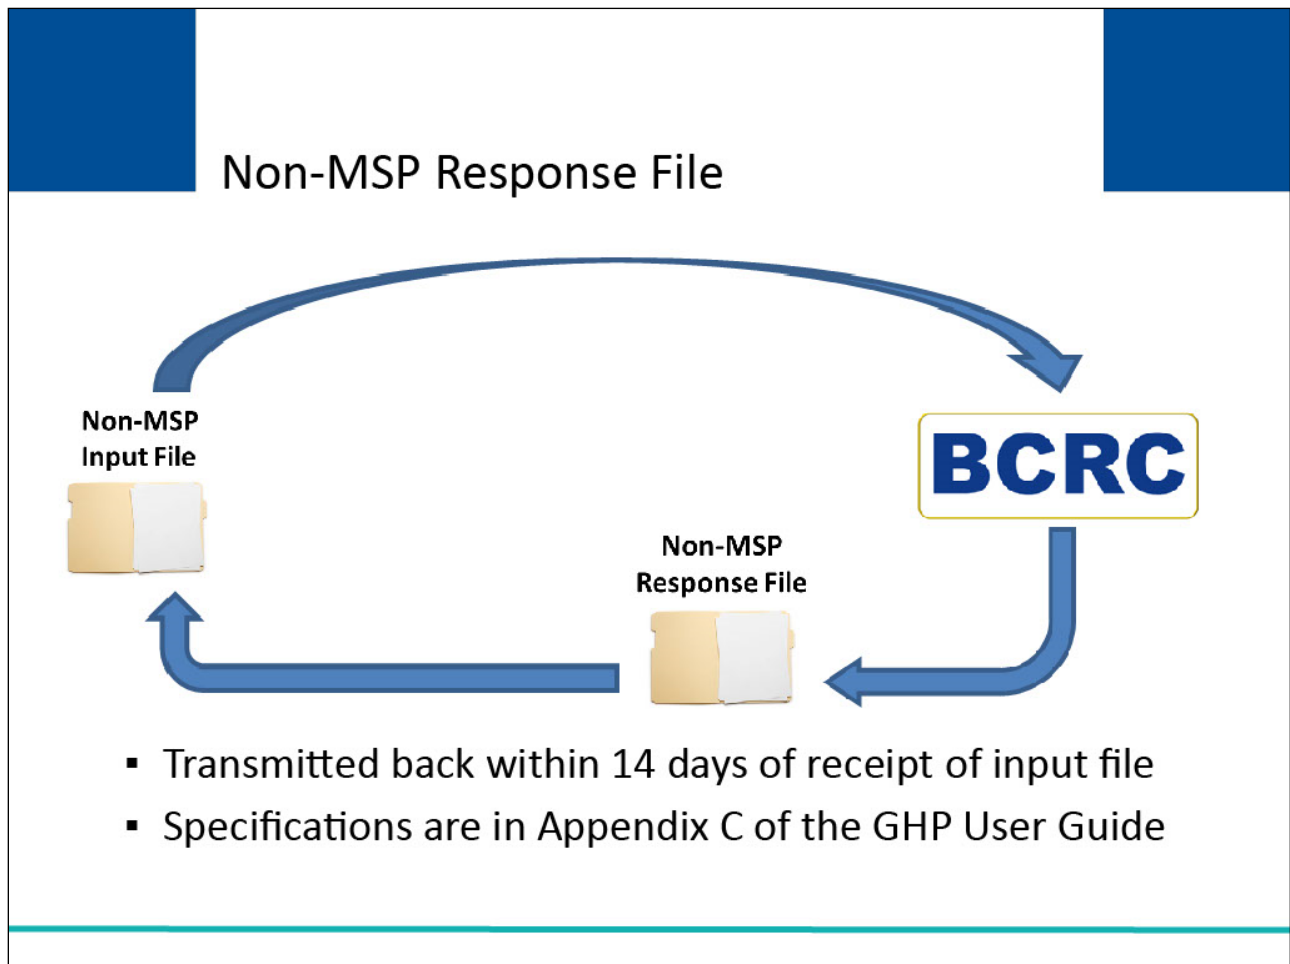 Non-MSP Response File
Non-MSP
Input File
BCRC
Non-MSP
Response File
▪ Transmitted back within 14 days of receipt of input file
▪ Specifications are in Appendix C of the GHP User Guide